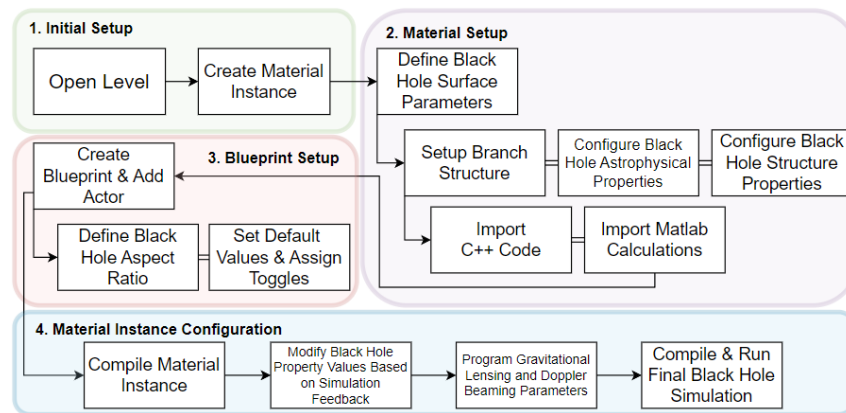 1. Initial Setup
Open Level
Create Material
Instance
2. Material Setup
Define Black
Hole Surface
Parameters
Setup Branch
Structure
Configure Black
Hole Astrophysical
Properties
Configure Black
Hole Structure
Properties
Import
C++ Code
Import Matlab
Calculations
3. Blueprint Setup
Create
Blueprint & Add
Actor
Define Black
Hole Aspect
Ratio
Set Default
Values & Assign
Toggles
4. Material Instance Configuration
Compile Material
Instance
Modify Black Hole
Property Values Based
on Simulation
Feedback
Program Gravitational
Lensing and Doppler
Beaming Parameters
Compile & Run
Final Black Hole
Simulation